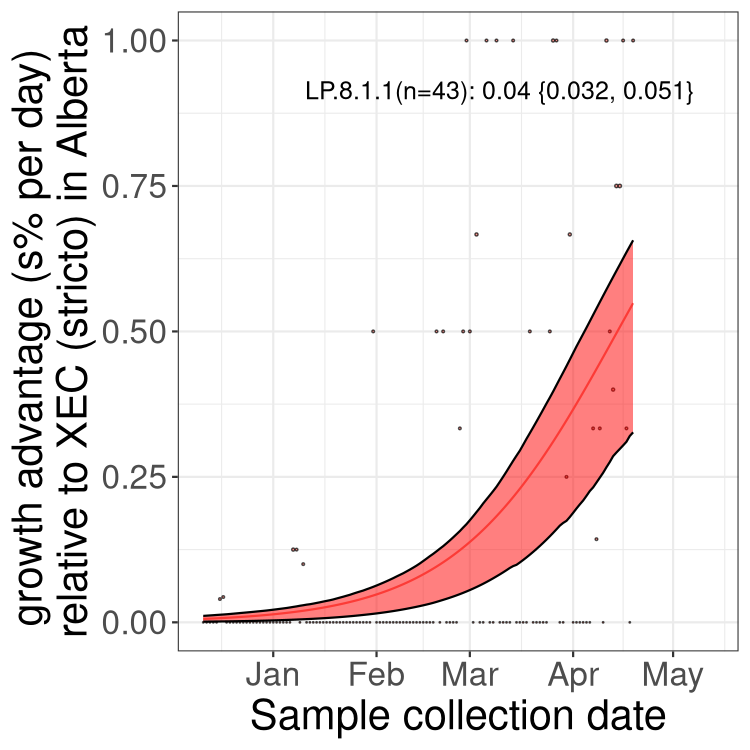 growth advantage (s% per day)
relative to XEC (stricto) in Alberta
1.00
0.75
0.50
0.25
0.00
LP.8.1.1(n=43): 0.04 {0.032, 0.051}
Jan Feb Mar Apr May
Sample collection date